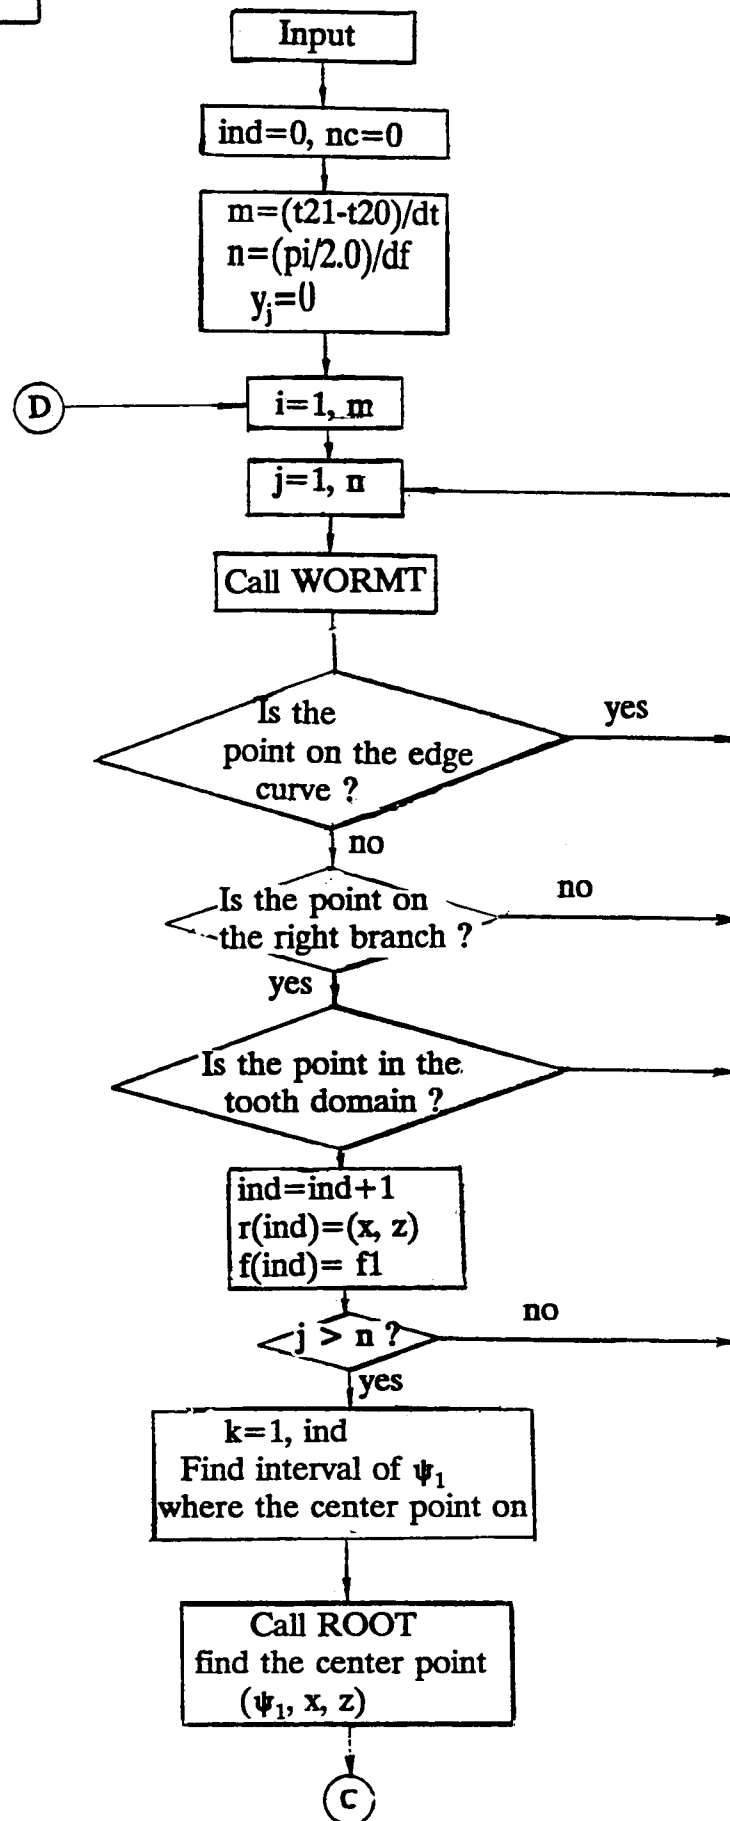 Input
ind=0, nc=0
m=(t21-t20)/dt
n=(pi/2.0)/df
yj=0
D
i=1, m
j=1, n
Call WORMT
Is the
point on the edge
curve ?
yes
no
Is the point on
the right branch ?
no
yes
Is the point in the
tooth domain ?
ind=ind+1
r(ind)=(x, z)
f(ind)= f1
j > n ?
no
yes
k=1, ind
Find interval of ψ₁
where the center point on
Call ROOT
find the center point
(ψ₁, x, z)
C